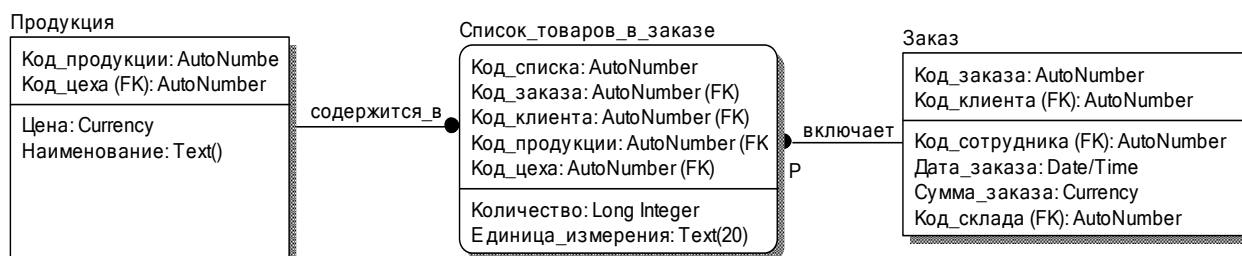 Продукция
Код_продукции: AutoNumbe
Код_цеха (FK): AutoNumber
Цена: Currency
Наименование: Text()
содержится_в
Список_товаров_в_заказе
Код_списка: AutoNumber
Код_заказа: AutoNumber (FK)
Код_клиента: AutoNumber (FK)
Код_продукции: AutoNumber (FK
Код_цеха: AutoNumber (FK)
Количество: Long Integer
Единица_измерения: Text(20)
включает
P
Заказ
Код_заказа: AutoNumber
Код_клиента (FK): AutoNumber
Код_сотрудника (FK): AutoNumber
Дата_заказа: Date/Time
Сумма_заказа: Currency
Код_склада (FK): AutoNumber